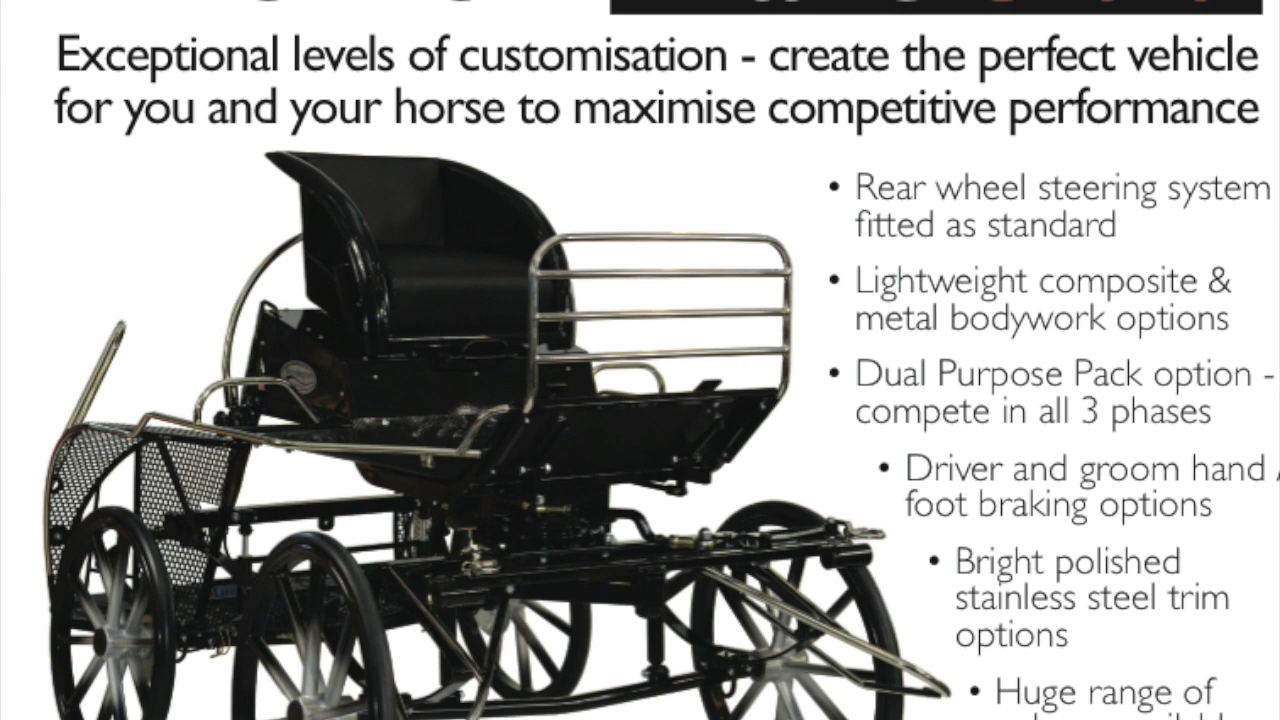 Exceptional levels of customisation - create the perfect vehicle
for you and your horse to maximise competitive performance
• Rear wheel steering system
fitted as standard
• Lightweight composite &
metal bodywork options
• Dual Purpose Pack option -
compete in all 3 phases
• Driver and groom hand /
foot braking options
• Bright polished
stainless steel trim
options
• Huge range of